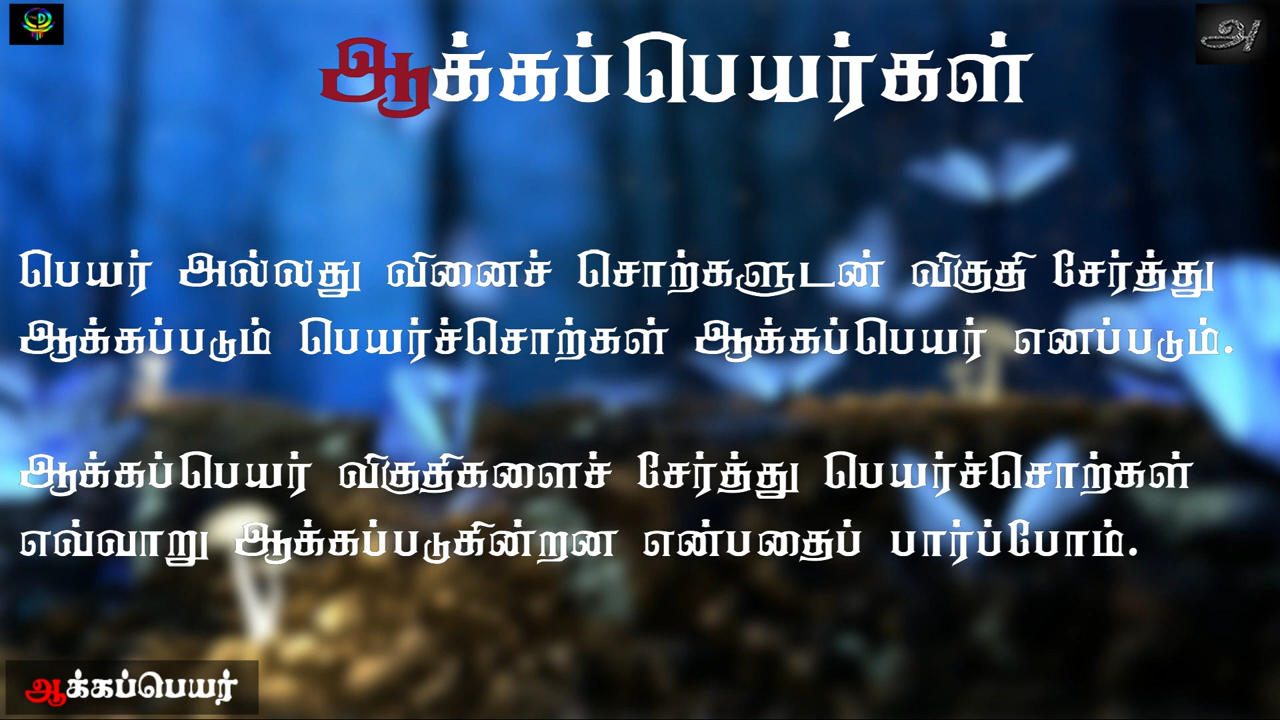 ஆக்கப்பெயர்கள்
பெயர் அல்லது வினைச் சொற்களுடன் விகுதி சேர்த்து
ஆக்கப்படும் பெயர்ச்சொற்கள் ஆக்கப்பெயர் எனப்படும்.
ஆக்கப்பெயர் விகுதிகளைச் சேர்த்து பெயர்ச்சொற்கள்
எவ்வாறு ஆக்கப்படுகின்றன என்பதைப் பார்ப்போம்.
ஆக்கப்பெயர்
D
அ